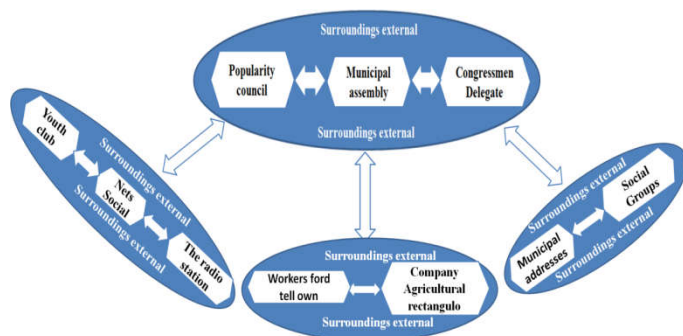 Surroundings external
Popularity
council
Municipal
assembly
Congressmen
Delegate
Surroundings external
Youth
club
Surroundings external
Nets
Social
Surroundings external
The radio
station
Surroundings external
Workers ford
tell own
Company
Agricultural
rectangulo
Surroundings external
Surroundings external
Social
Groups
Municipal
addresses
Surroundings external